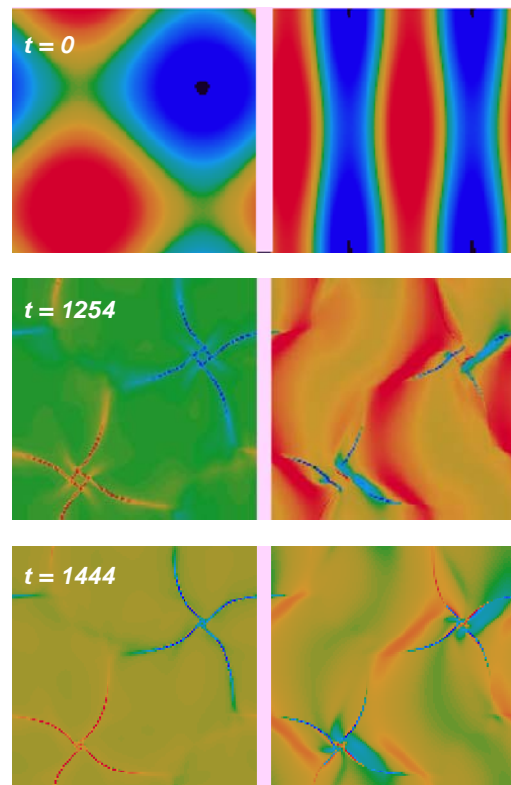 t = 0
t = 1254
t = 1444